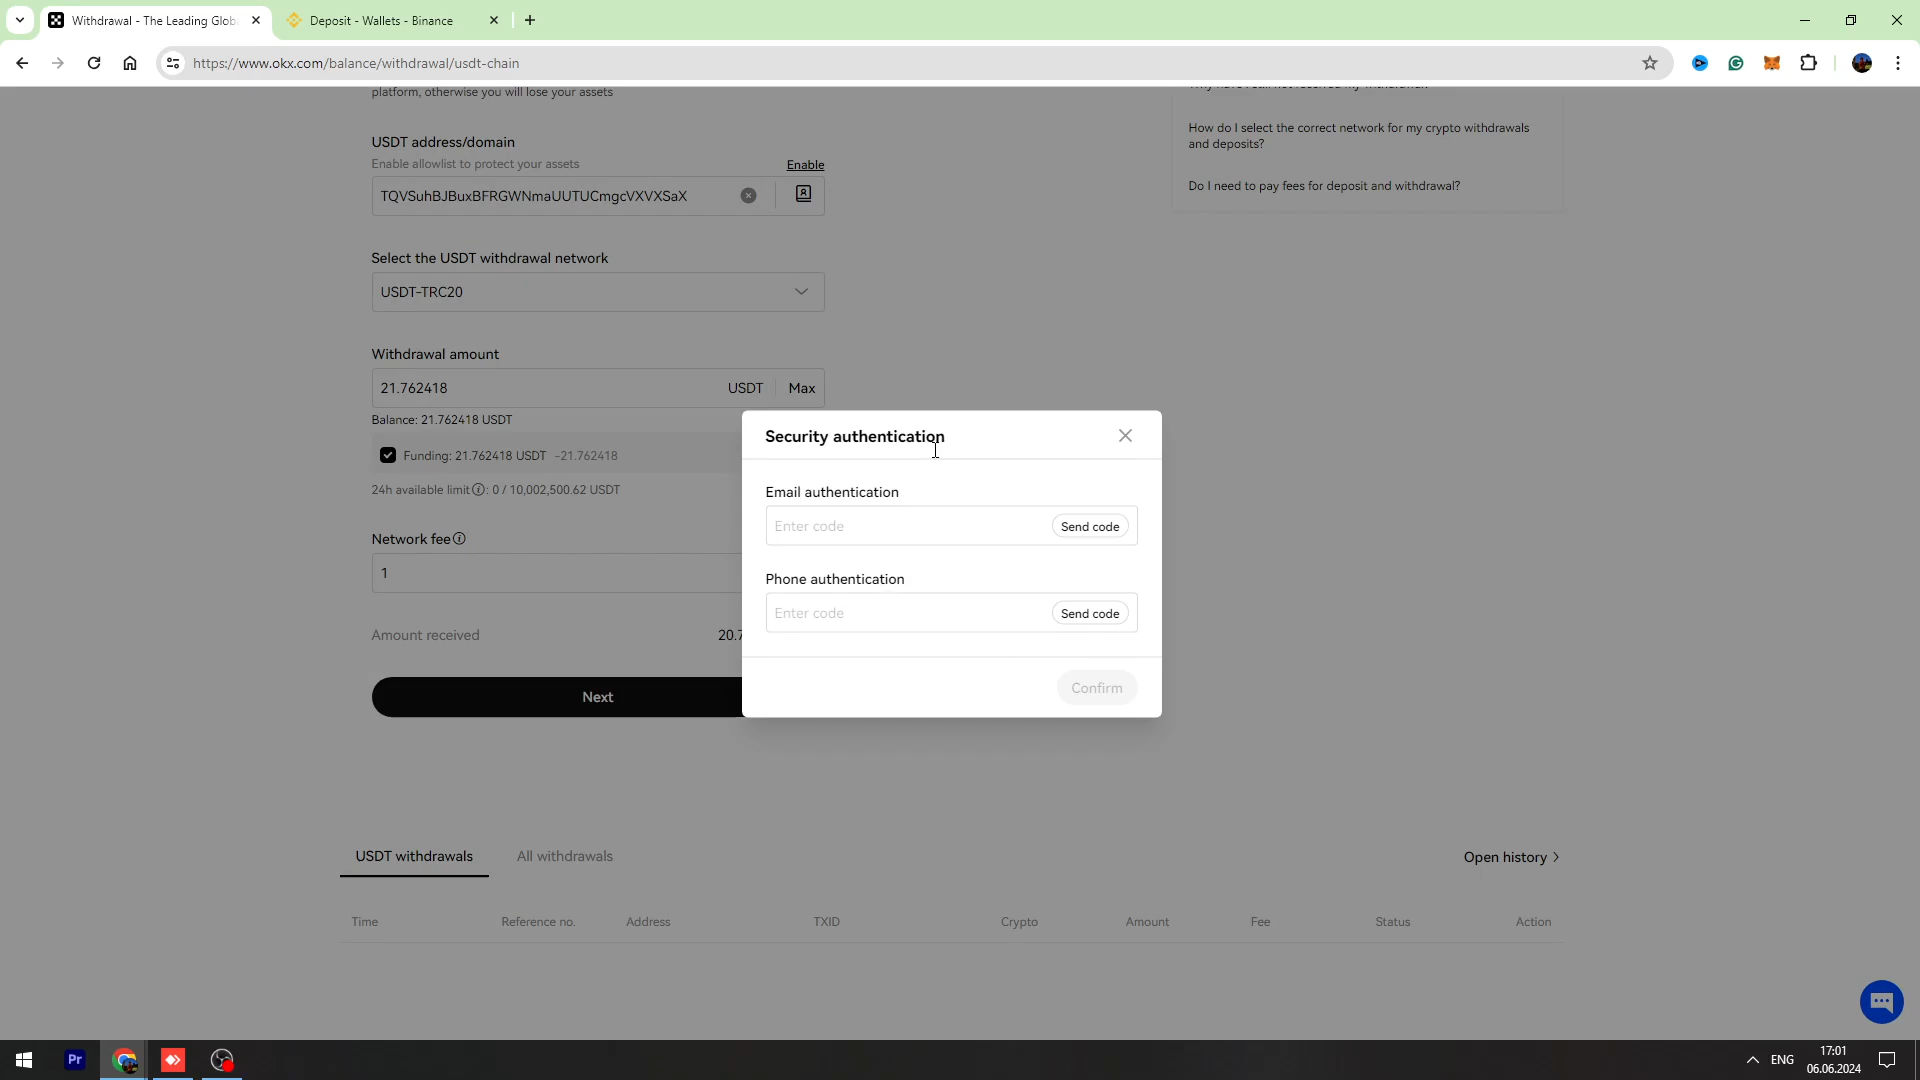 Withdrawal - The Leading Glob
Deposit - Wallets - Binance
https://www.okx.com/balance/withdrawal/usdt-chain
platform, otherwise you will lose your assets
How do I select the correct network for my crypto withdrawals
and deposits?
Do I need to pay fees for deposit and withdrawal?
USDT address/domain
Enable allowlist to protect your assets
Enable
TQVSuhBJBuxBFRGWNmaUUTUCmgcVXVXSaX
Select the USDT withdrawal network
USDT-TRC20
Withdrawal amount
21.762418
USDT
Max
Balance: 21.762418 USDT
Funding: 21.762418 USDT -21.762418
24h available limit: 0 / 10,002,500.62 USDT
Network fee
1
Amount received
20.7
Next
Security authentication
Email authentication
Enter code
Send code
Phone authentication
Enter code
Send code
Confirm
USDT withdrawals
All withdrawals
Open history
Time
Reference no.
Address
TXID
Crypto
Amount
Fee
Status
Action
Pr
ENG
17:01
06.06.2024